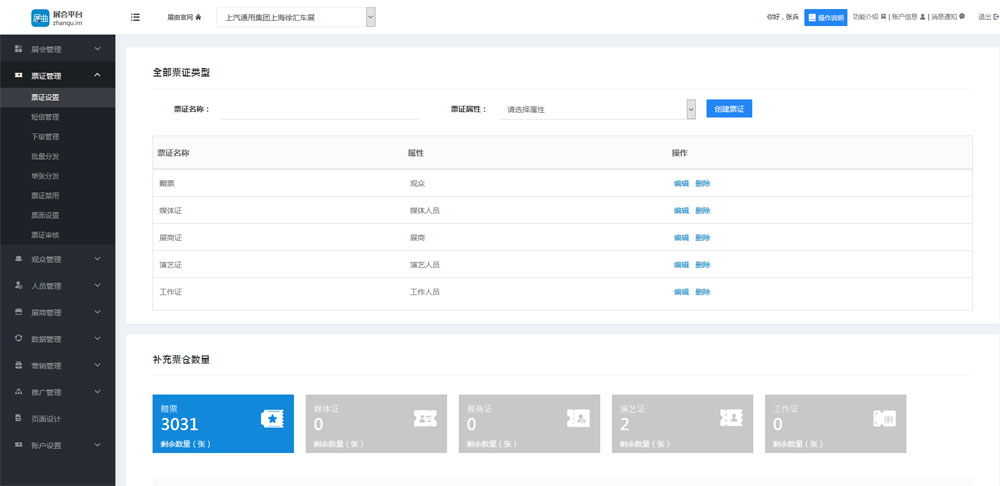 展会平台
zhanqu.im
展曲官网
上汽通用集团上海徐汇车展
你好，张兵
操作说明
功能介绍 | 账户信息 | 消息通知
退出
展会管理
票证管理
票证设置
短信管理
下级管理
批量分发
单张分发
票证禁用
票面设置
票证审核
观众管理
人员管理
展商管理
数据管理
营销管理
推广管理
页面设计
账户设置
全部票证类型
票证名称：
票证属性：
请选择属性
创建票证
票证名称 属性 操作
赠票 观众 编辑 删除
媒体证 媒体人员 编辑 删除
展商证 展商 编辑 删除
演艺证 演艺人员 编辑 删除
工作证 工作人员 编辑 删除
补充票仓数量
赠票
3031
剩余数量（张）
媒体证
0
剩余数量（张）
展商证
0
剩余数量（张）
演艺证
2
剩余数量（张）
工作证
0
剩余数量（张）